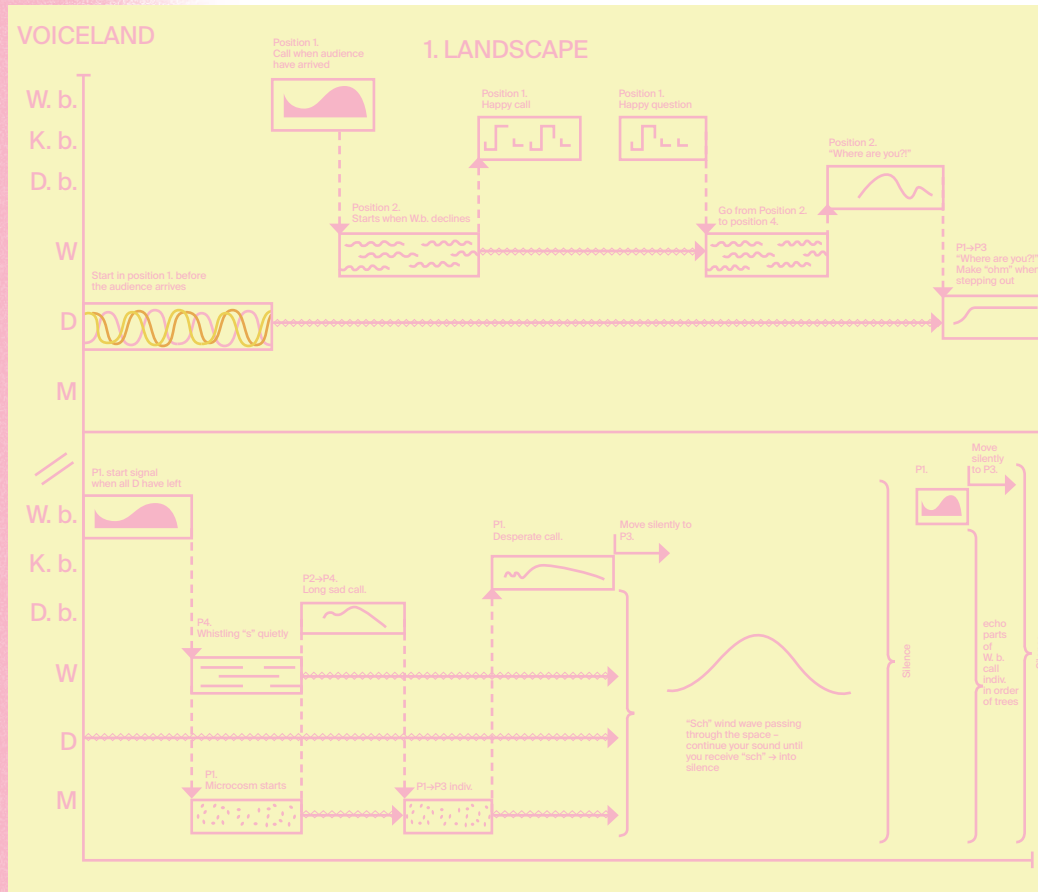 VOICELAND
1. LANDSCAPE
Position 1.
Call when audience
have arrived
Position 1.
Happy call
Position 1.
Happy question
Position 2.
“Where are you?!”
W. b.
K. b.
D. b.
W
D
M
Position 2.
Starts when W.b. declines
Go from Position 2.
to position 4.
P1→P3
“Where are you?!”
Make “ohm” when
stepping out
Start in position 1. before
the audience arrives
P1. start signal
when all D have left
P1.
Move
silently
to P3.
W. b.
K. b.
D. b.
W
D
M
P1.
Desperate call.
Move silently to
P3.
P2→P4.
Long sad call.
P4.
Whistling “s” quietly
P1.
Microcosm starts
P1→P3 indiv.
“Sch” wind wave passing
through the space –
continue your sound until
you receive “sch” → into
silence
Silence
echo
parts
of
W. b.
call
indiv.
in order
of trees